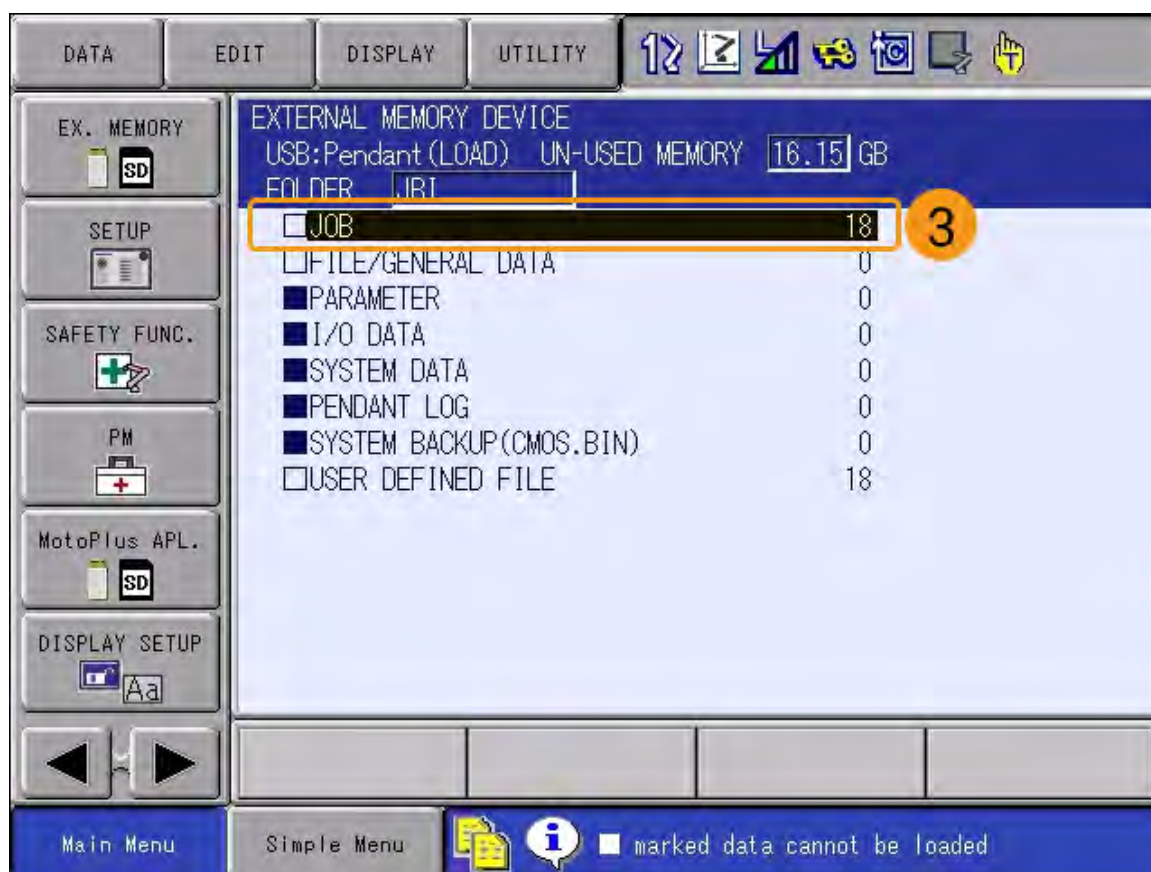 DATA EDIT DISPLAY UTILITY
EX. MEMORY
SD
SETUP
SAFETY FUNC.
PM
MotoPlus APL.
SD
DISPLAY SETUP
Aa
EXTERNAL MEMORY DEVICE
USB:Pendant(LOAD) UN-USED MEMORY 16.15 GB
FOLDER JBI
JOB 18
3
FILE/GENERAL DATA 0
PARAMETER 0
I/O DATA 0
SYSTEM DATA 0
PENDANT LOG 0
SYSTEM BACKUP(CMOS.BIN) 0
USER DEFINED FILE 18
Main Menu Simple Menu marked data cannot be loaded